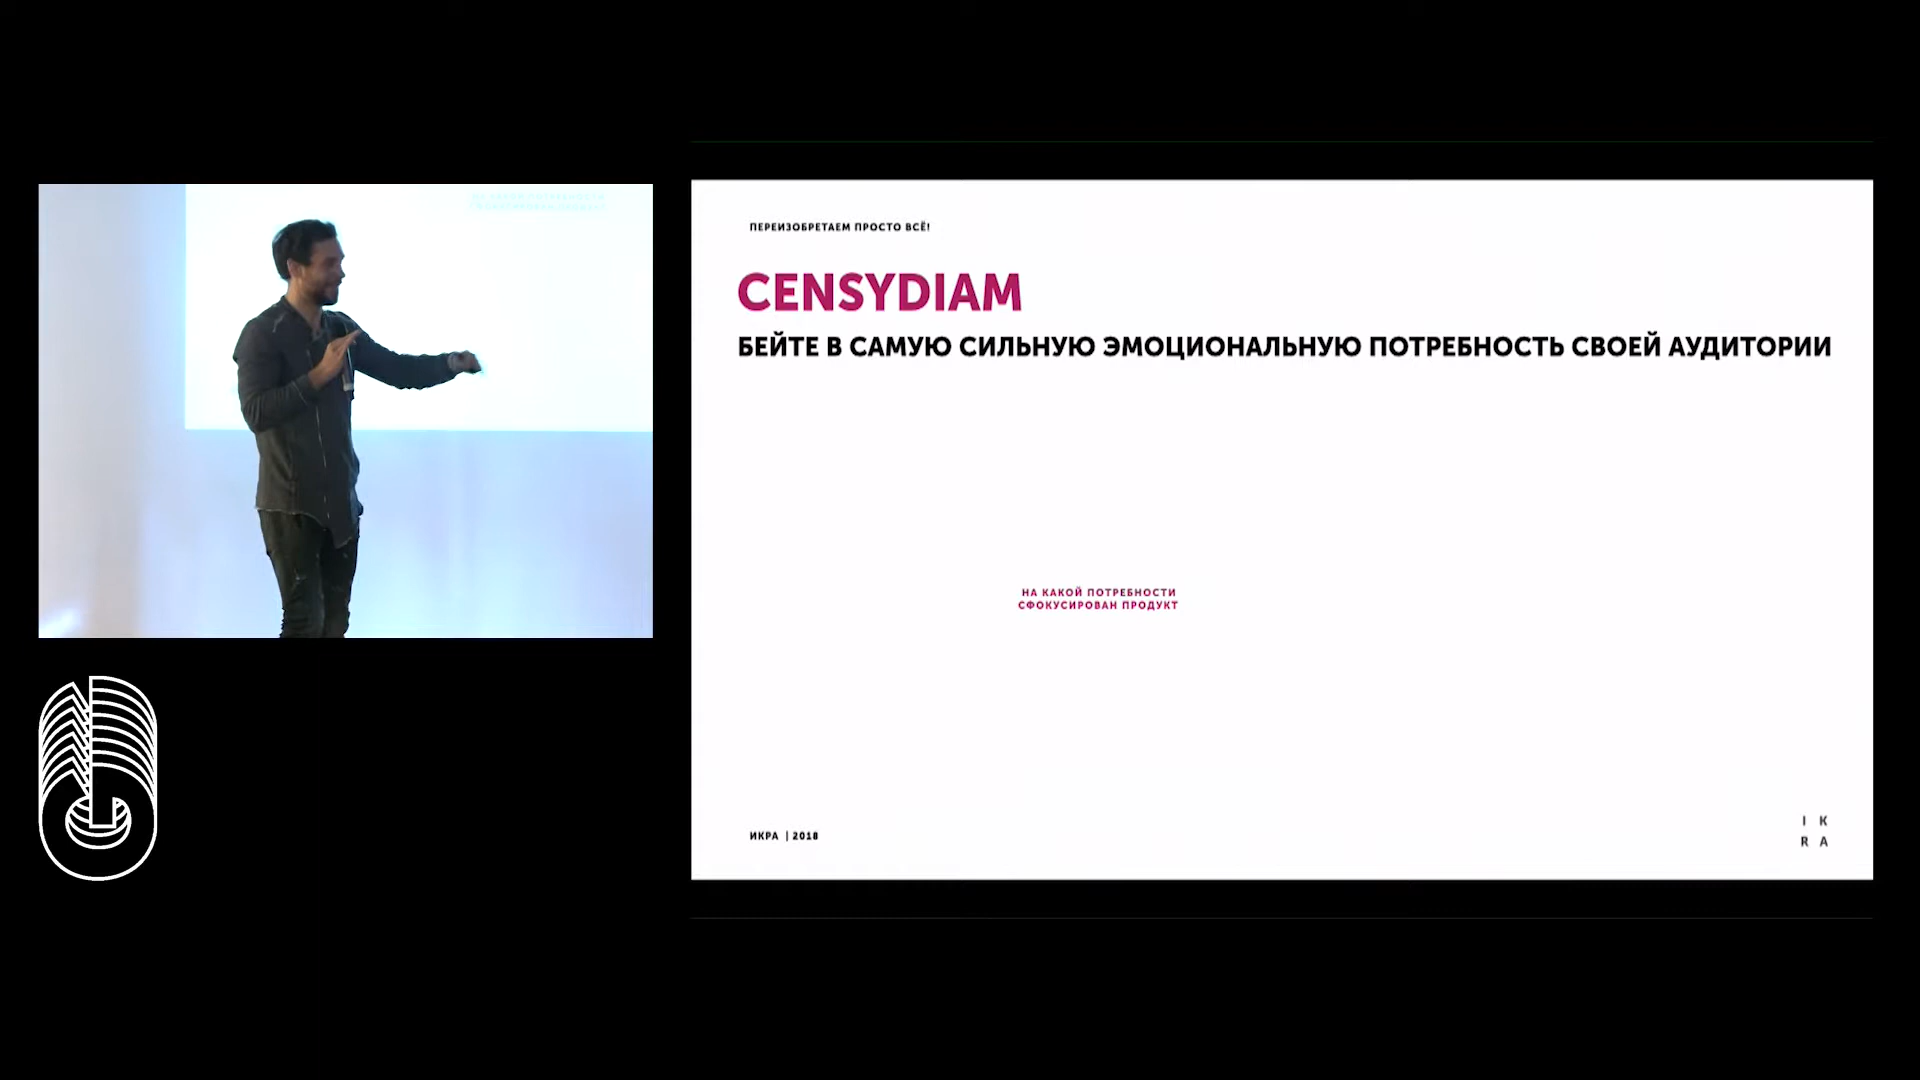 ПЕРЕИЗОБРЕТАЕМ ПРОСТО ВСЁ!
CENSYDIAM
БЕЙТЕ В САМУЮ СИЛЬНУЮ ЭМОЦИОНАЛЬНУЮ ПОТРЕБНОСТЬ СВОЕЙ АУДИТОРИИ
НА КАКОЙ ПОТРЕБНОСТИ
СФОКУСИРОВАН ПРОДУКТ
ИКРА | 2018
I K
R A